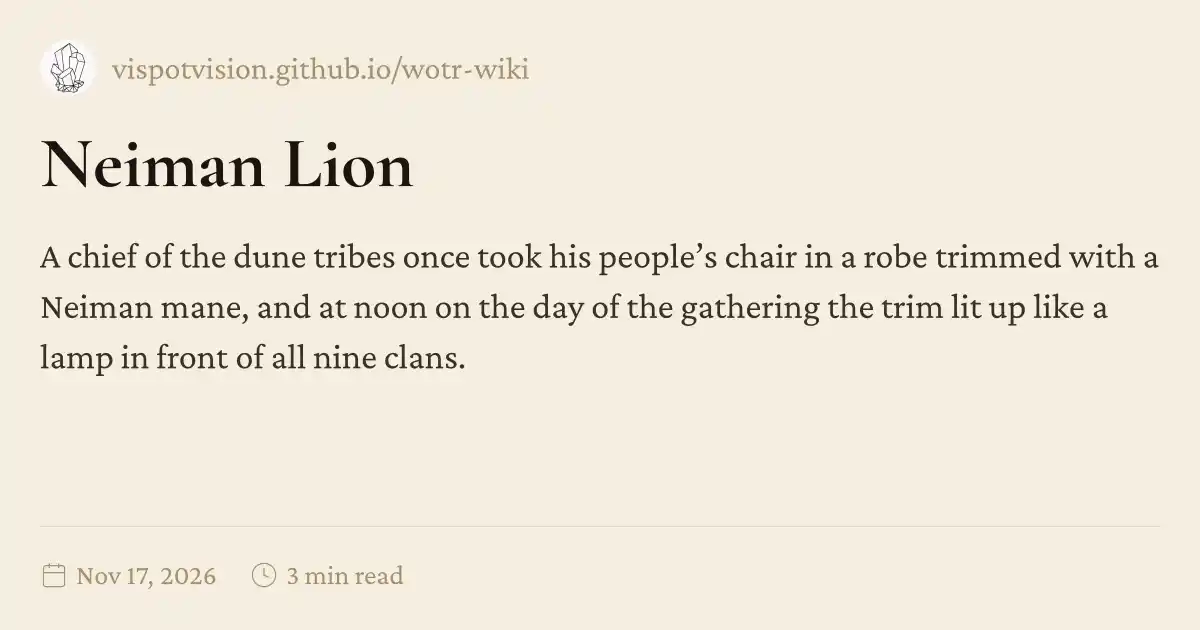 vispotvision.github.io/wotr-wiki
Neiman Lion
A chief of the dune tribes once took his people’s chair in a robe trimmed with a
Neiman mane, and at noon on the day of the gathering the trim lit up like a
lamp in front of all nine clans.
Nov 17, 2026 3 min read